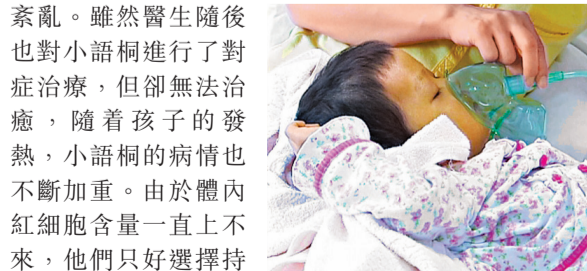 紊亂。雖然醫生隨後
也對小語桐進行了對
症治療，但卻無法治
癒，隨着孩子的發
熱，小語桐的病情也
不斷加重。由於體內
紅細胞含量一直上不
來，他們只好選擇持